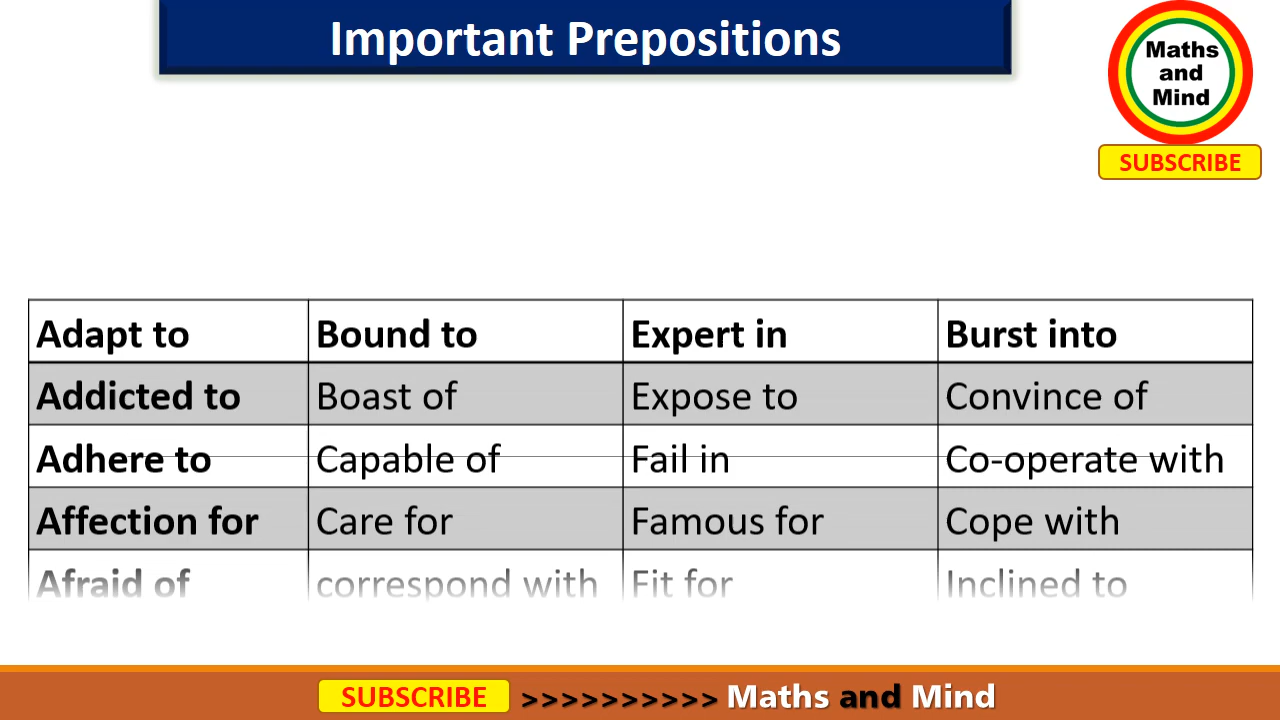 Important Prepositions
Maths
and
Mind
SUBSCRIBE
Adapt to Bound to Expert in Burst into
Addicted to Boast of Expose to Convince of
Adhere to Capable of Fail in Co-operate with
Affection for Care for Famous for Cope with
Afraid of correspond with Fit for Inclined to
SUBSCRIBE >>>>>>>>>> Maths and Mind